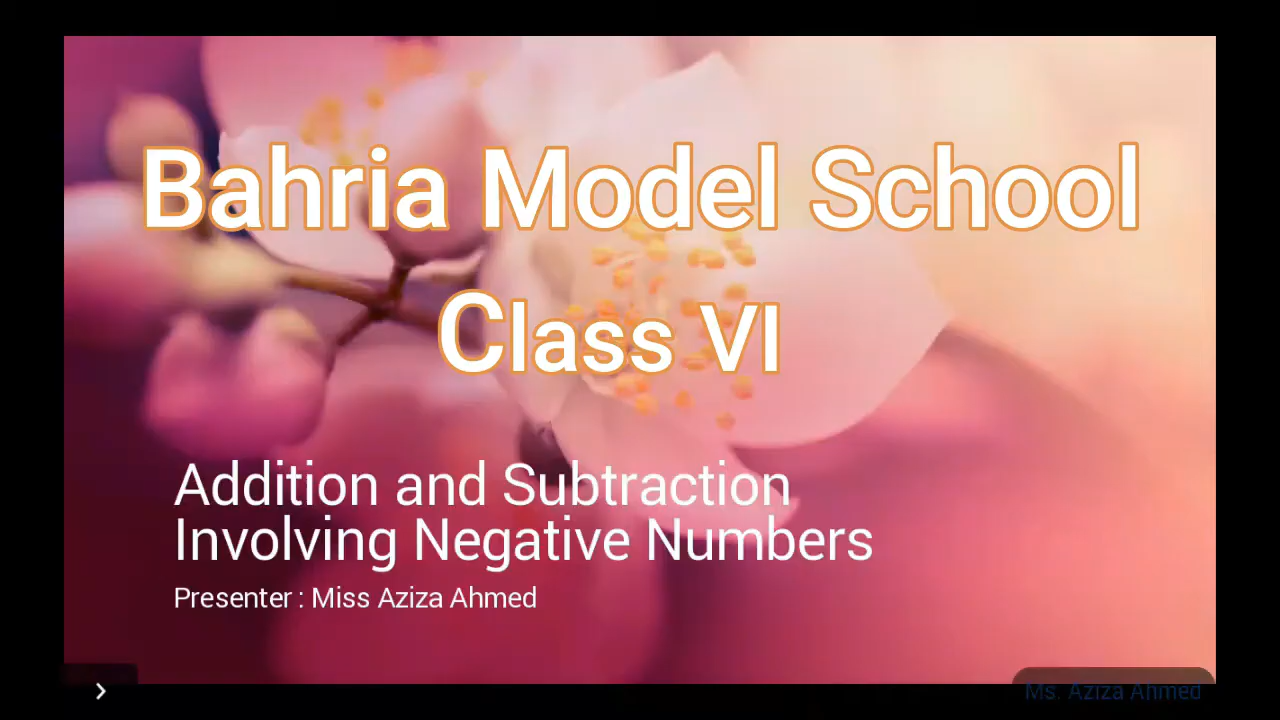 Bahria Model School
Class VI
Addition and Subtraction
Involving Negative Numbers
Presenter : Miss Aziza Ahmed
Ms. Aziza Ahmed